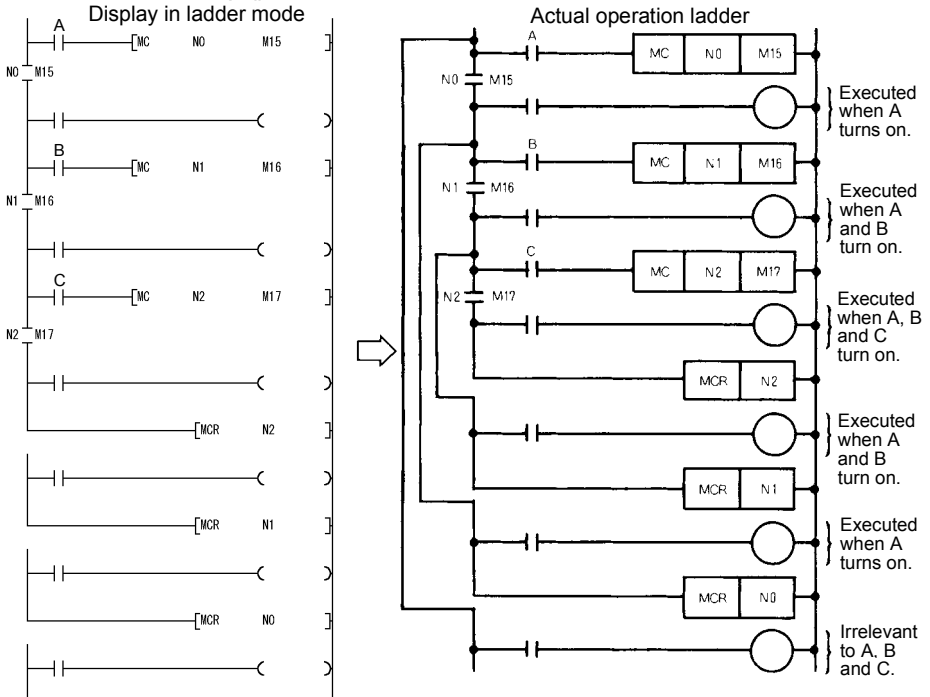 Display in ladder mode
A
MC N0 M15
N0 M15
B
MC N1 M16
N1 M16
C
MC N2 M17
N2 M17
MCR N2
MCR N1
MCR N0
Actual operation ladder
A
MC N0 M15
N0 M15
Executed
when A
turns on.
B
MC N1 M16
N1 M16
Executed
when A
and B
turn on.
C
MC N2 M17
N2 M17
Executed
when A, B
and C
turn on.
MCR N2
Executed
when A
and B
turn on.
MCR N1
Executed
when A
turns on.
MCR N0
Irrelevant
to A, B
and C.